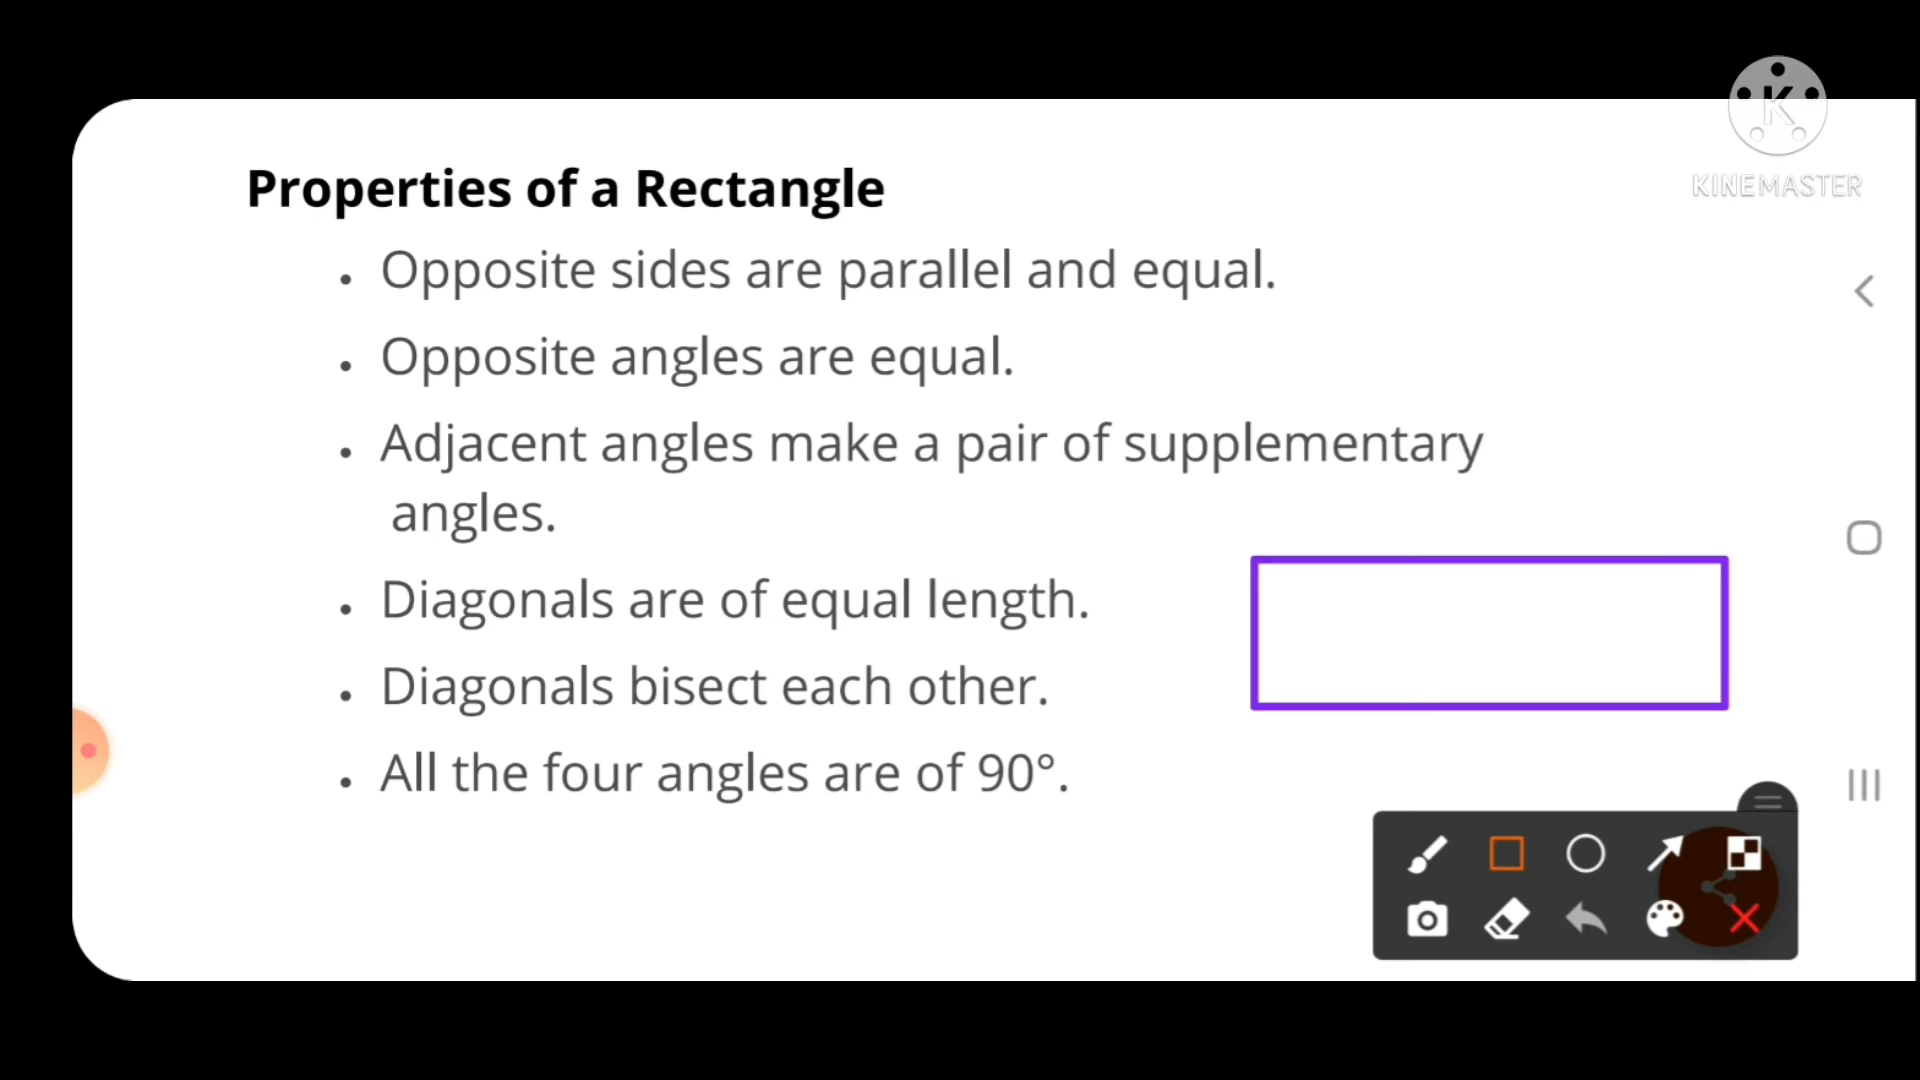 K
KINEMASTER
Properties of a Rectangle
• Opposite sides are parallel and equal.
• Opposite angles are equal.
• Adjacent angles make a pair of supplementary
angles.
• Diagonals are of equal length.
• Diagonals bisect each other.
• All the four angles are of 90°.